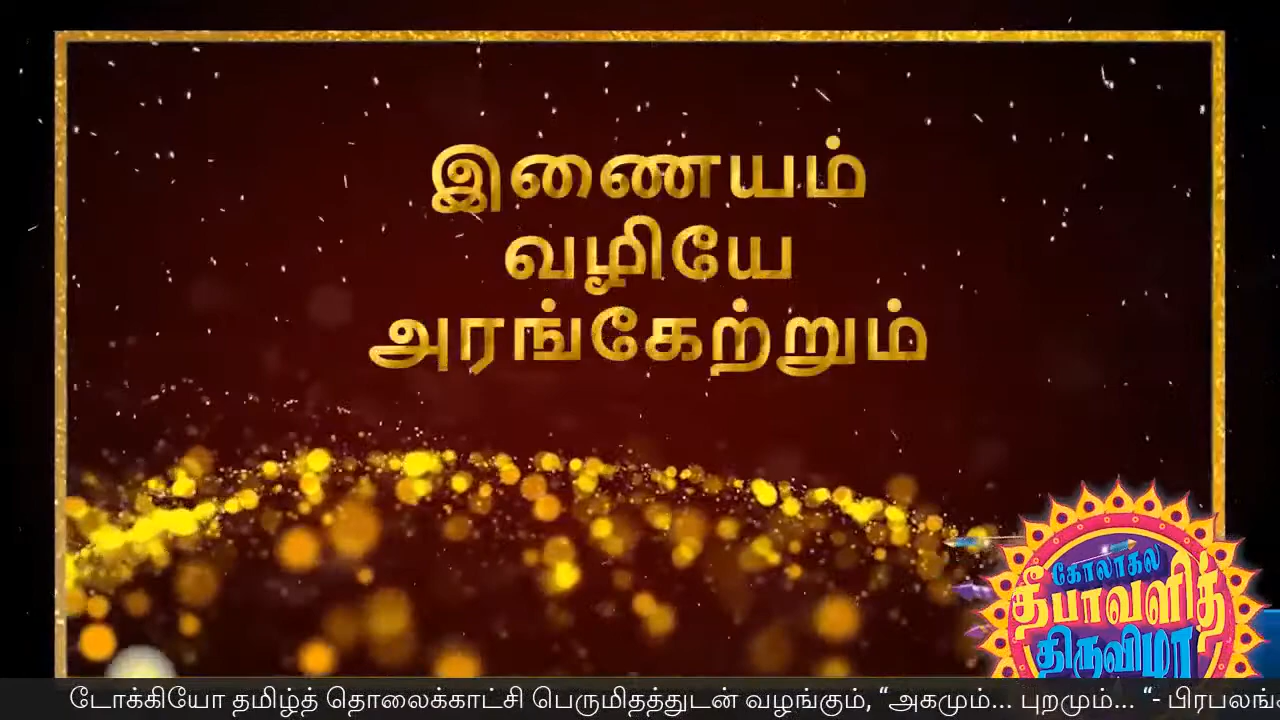 இணையம்
வழியே
அரங்கேற்றும்
கோலாகல
தீபாவளித்
திருவிழா
டோக்கியோ தமிழ்த் தொலைக்காட்சி பெருமிதத்துடன் வழங்கும், “அகமும்... புறமும்... “- பிரபலங்